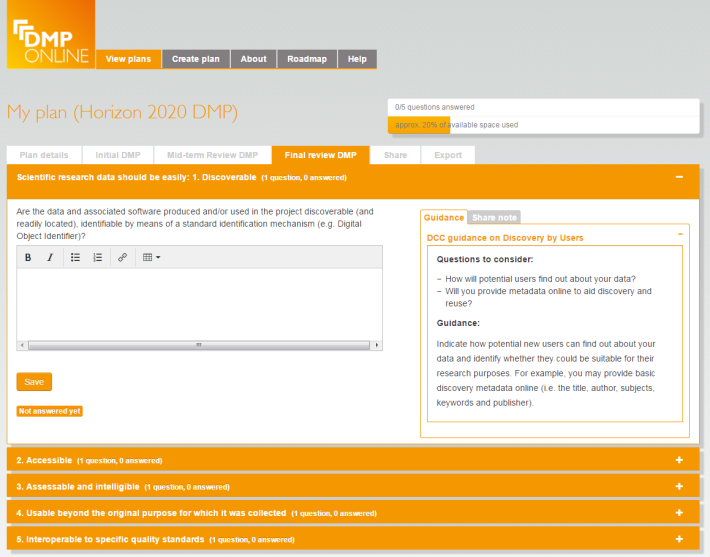 DMP
ONLINE
View plans
Create plan
About
Roadmap
Help
My plan (Horizon 2020 DMP)
0/5 questions answered
approx. 20% of available space used
Plan details
Initial DMP
Mid-term Review DMP
Final review DMP
Share
Export
Scientific research data should be easily: 1. Discoverable (1 question, 0 answered)
Are the data and associated software produced and/or used in the project discoverable (and
readily located), identifiable by means of a standard identification mechanism (e.g. Digital
Object Identifier)?
B I
Save
Not answered yet
Guidance
Share note
DCC guidance on Discovery by Users
Questions to consider:
– How will potential users find out about your data?
– Will you provide metadata online to aid discovery and
reuse?
Guidance:
Indicate how potential new users can find out about your
data and identify whether they could be suitable for their
research purposes. For example, you may provide basic
discovery metadata online (i.e. the title, author, subjects,
keywords and publisher).
2. Accessible (1 question, 0 answered)
3. Assessable and intelligible (1 question, 0 answered)
4. Usable beyond the original purpose for which it was collected (1 question, 0 answered)
5. Interoperable to specific quality standards (1 question, 0 answered)